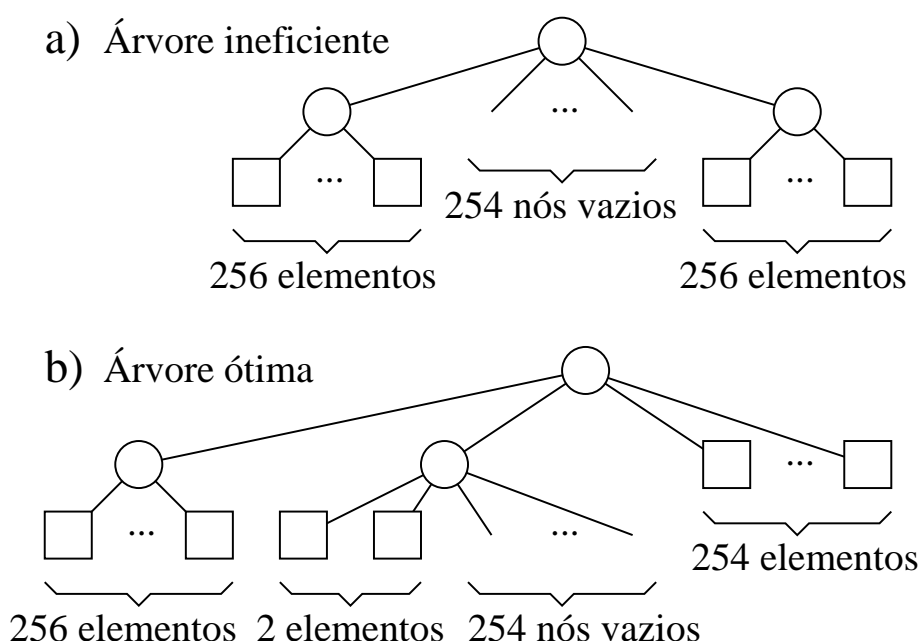 a) Árvore ineficiente
...
... ...
254 nós vazios
256 elementos 256 elementos
b) Árvore ótima
...
... ...
254 elementos
256 elementos 2 elementos 254 nós vazios